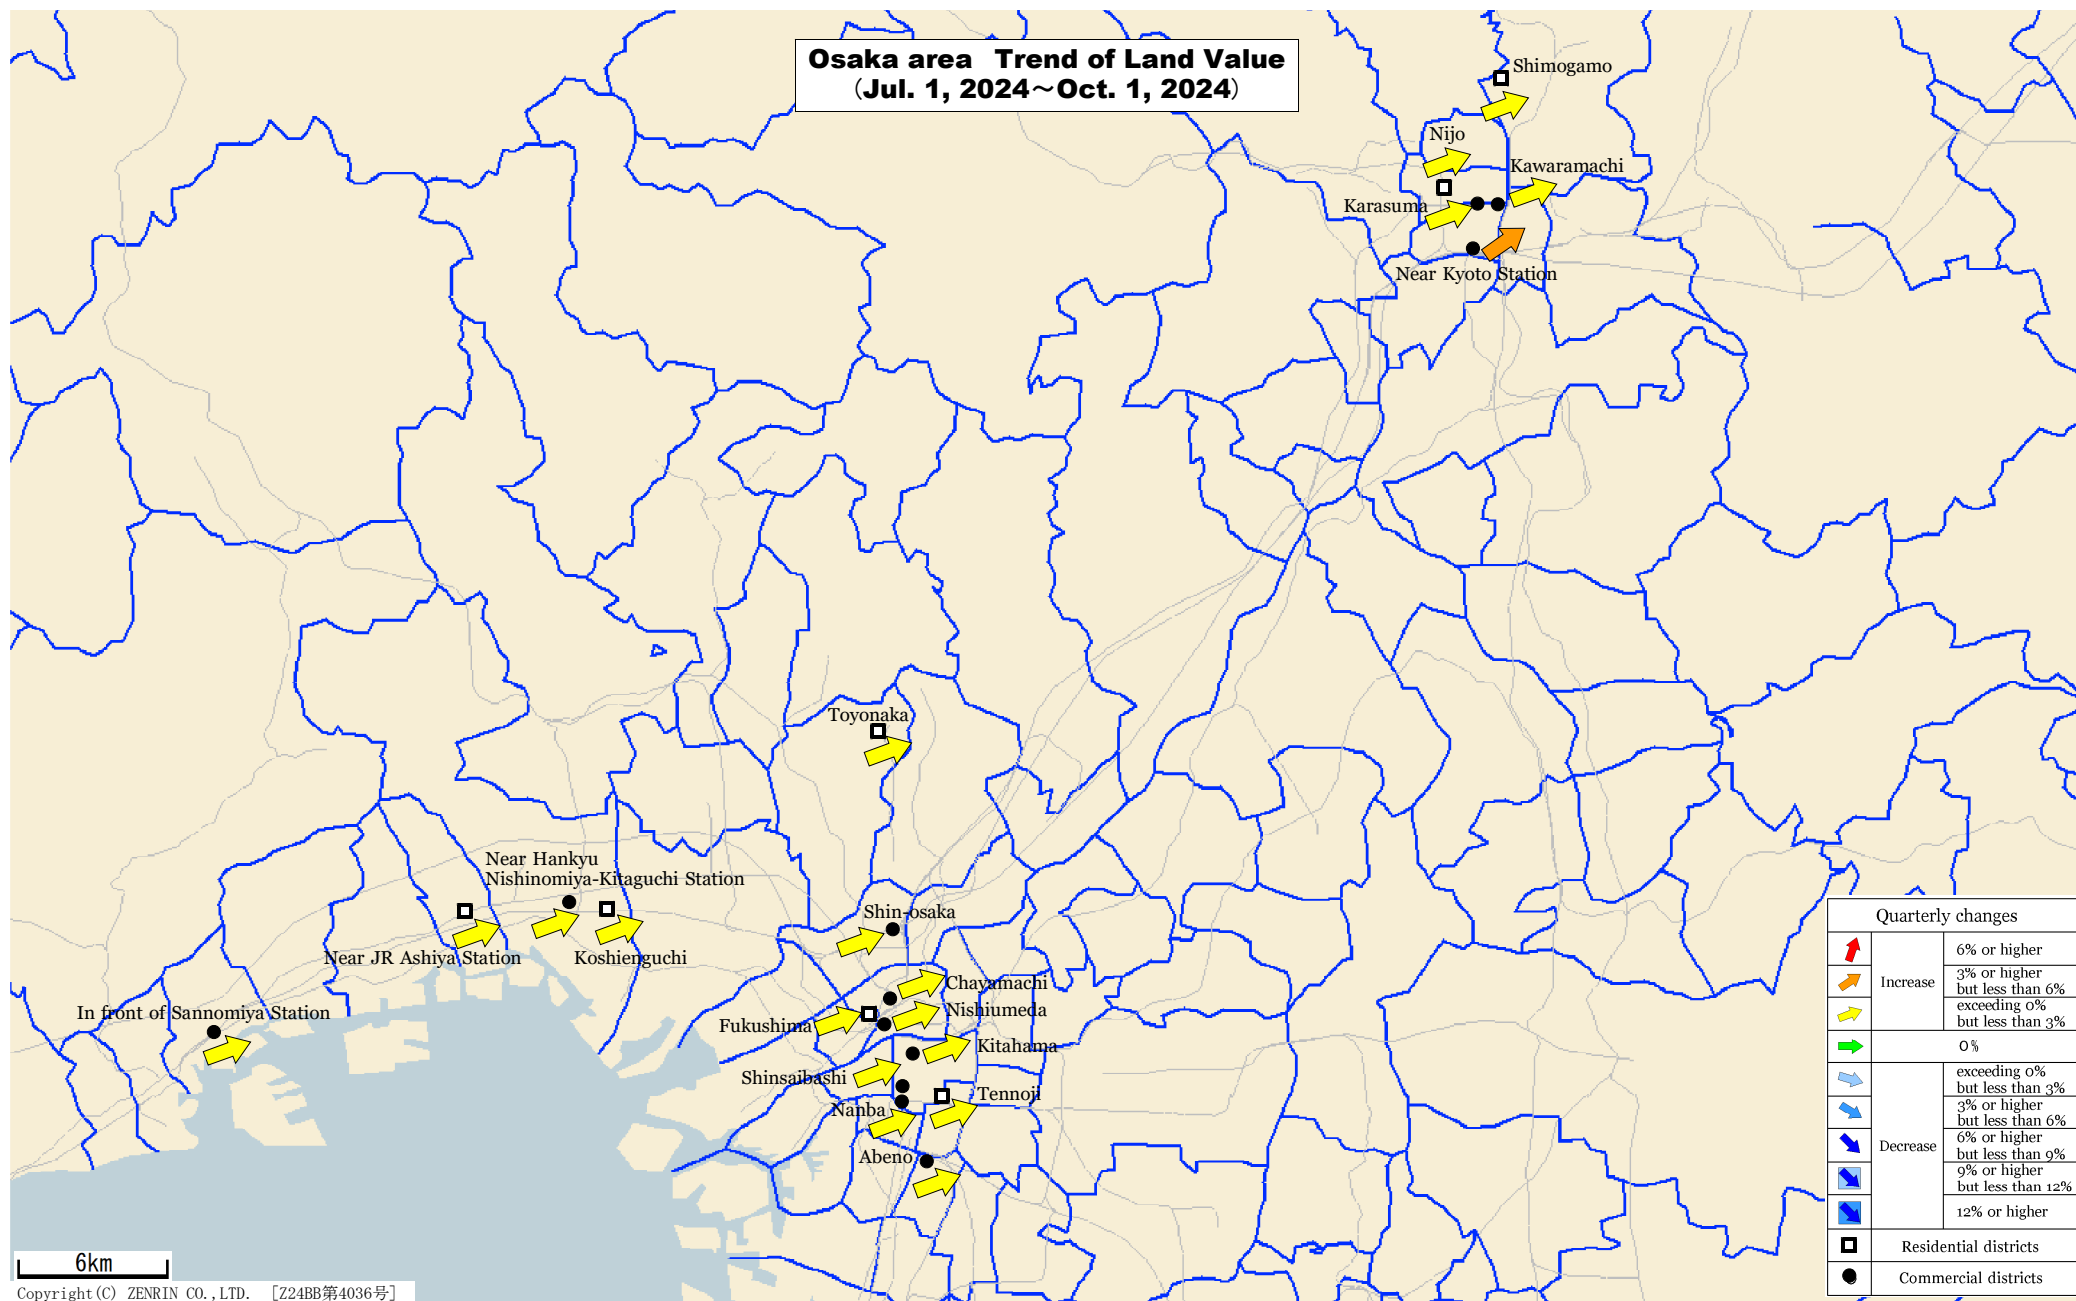 Osaka area Trend of Land Value
（Jul. 1, 2024～Oct. 1, 2024）
Shimogamo
Nijo
Kawaramachi
Karasuma
Near Kyoto Station
Toyonaka
Near Hankyu
Nishinomiya-Kitaguchi Station
Shin-osaka
Near JR Ashiya Station
Koshienguchi
Chayamachi
In front of Sannomiya Station
Nishiumeda
Fukushima
Kitahama
Shinsaibashi
Tennoji
Nanba
Abeno
Quarterly changes
Increase
6% or higher
3% or higher
but less than 6%
exceeding 0%
but less than 3%
0%
Decrease
exceeding 0%
but less than 3%
3% or higher
but less than 6%
6% or higher
but less than 9%
9% or higher
but less than 12%
12% or higher
Residential districts
Commercial districts
6km
Copyright(C) ZENRIN CO.,LTD. [Z24BB第4036号]